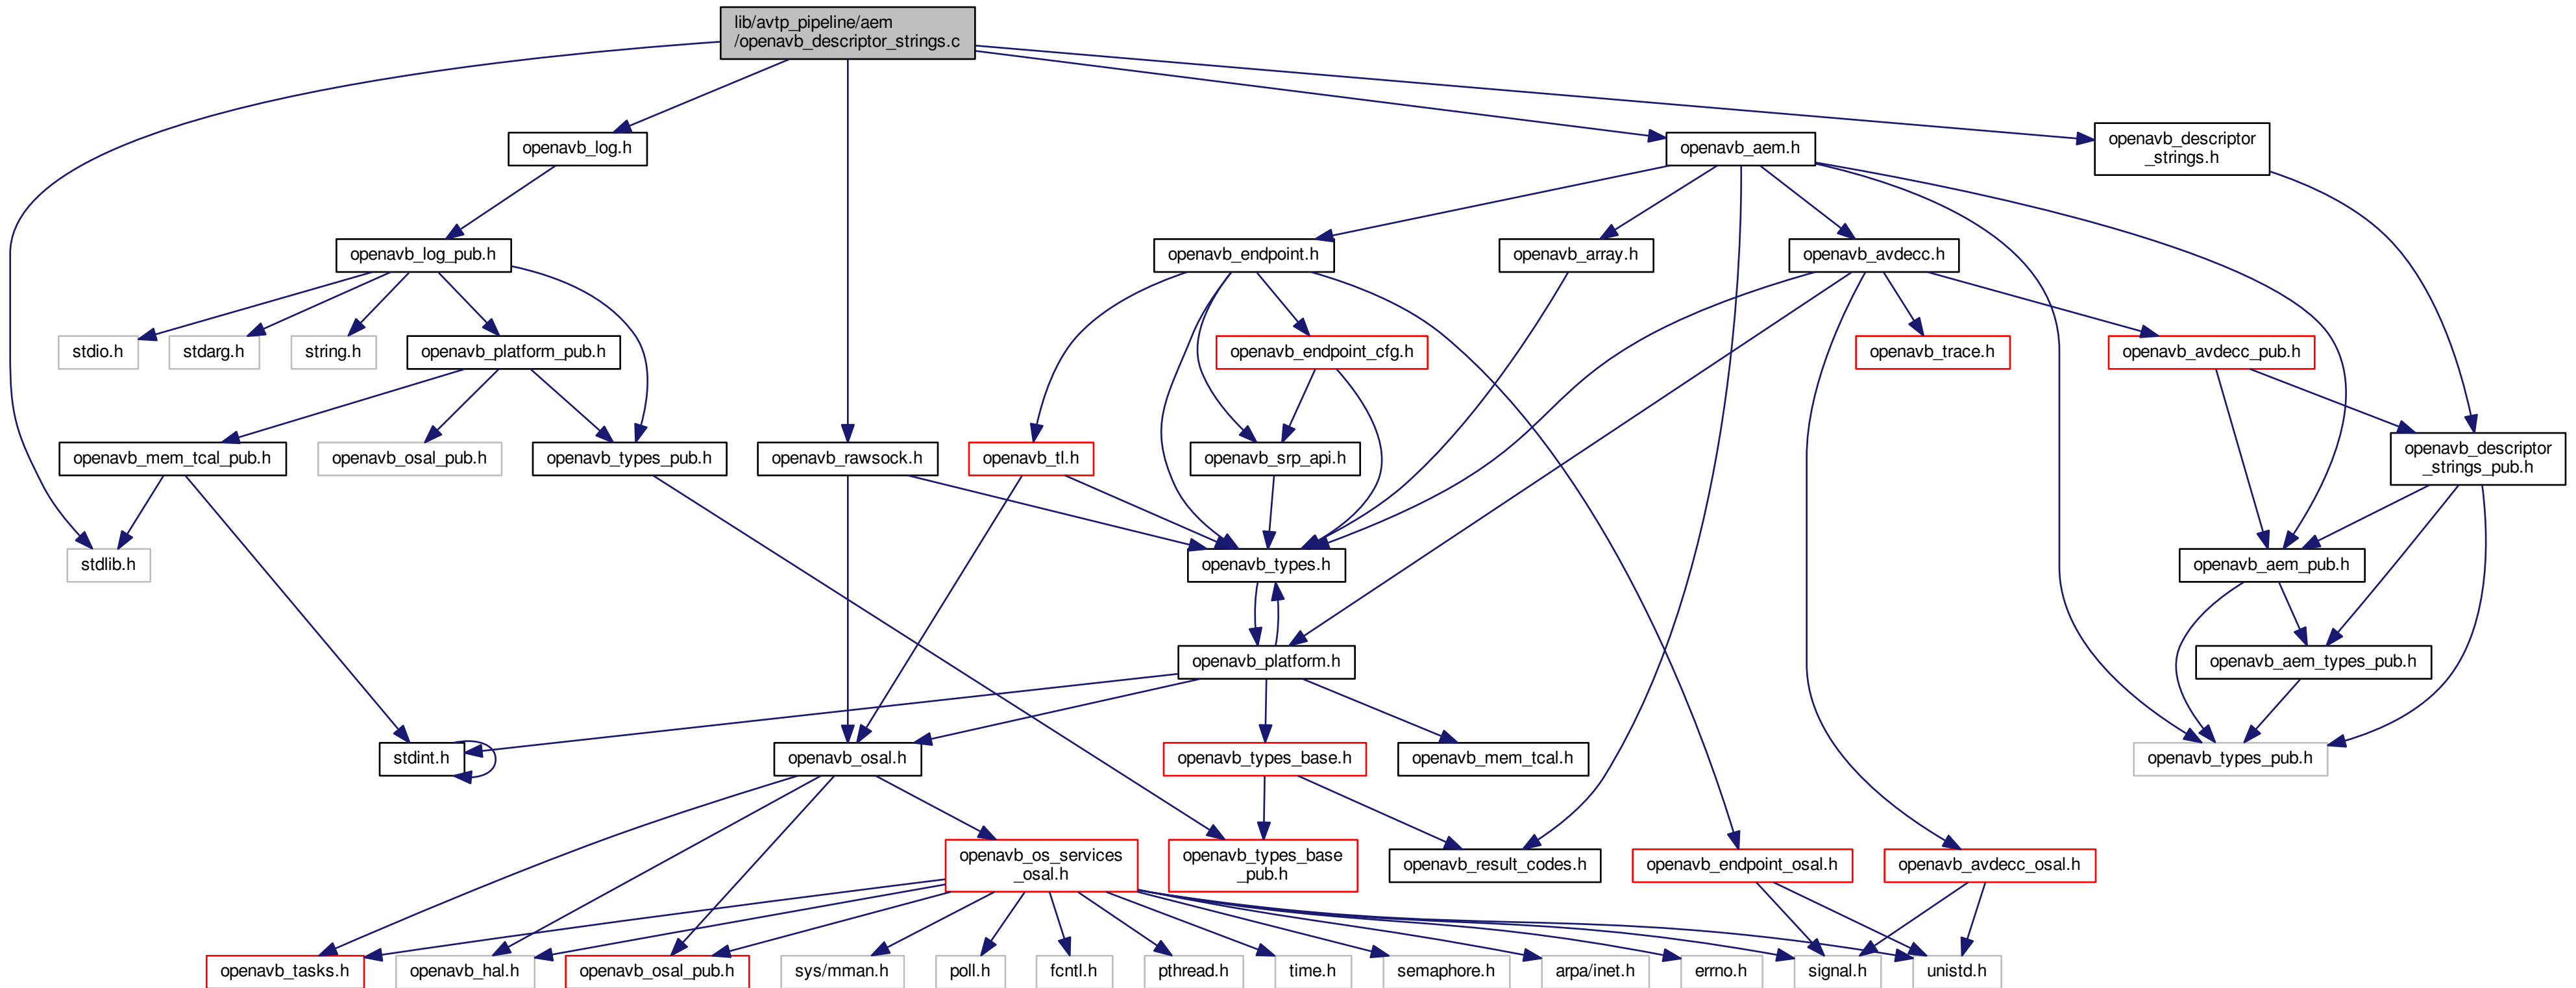 lib/avtp_pipeline/aem
/openavb_descriptor_strings.c
openavb_log.h
openavb_aem.h
openavb_descriptor
_strings.h
openavb_log_pub.h
openavb_endpoint.h
openavb_array.h
openavb_avdecc.h
stdio.h
stdarg.h
string.h
openavb_platform_pub.h
openavb_endpoint_cfg.h
openavb_trace.h
openavb_avdecc_pub.h
openavb_mem_tcal_pub.h
openavb_osal_pub.h
openavb_types_pub.h
openavb_rawsock.h
openavb_tl.h
openavb_srp_api.h
openavb_descriptor
_strings_pub.h
stdlib.h
openavb_types.h
openavb_aem_pub.h
openavb_platform.h
openavb_aem_types_pub.h
stdint.h
openavb_osal.h
openavb_types_base.h
openavb_mem_tcal.h
openavb_types_pub.h
openavb_os_services
_osal.h
openavb_types_base
_pub.h
openavb_result_codes.h
openavb_endpoint_osal.h
openavb_avdecc_osal.h
openavb_tasks.h
openavb_hal.h
openavb_osal_pub.h
sys/mman.h
poll.h
fcntl.h
pthread.h
time.h
semaphore.h
arpa/inet.h
errno.h
signal.h
unistd.h